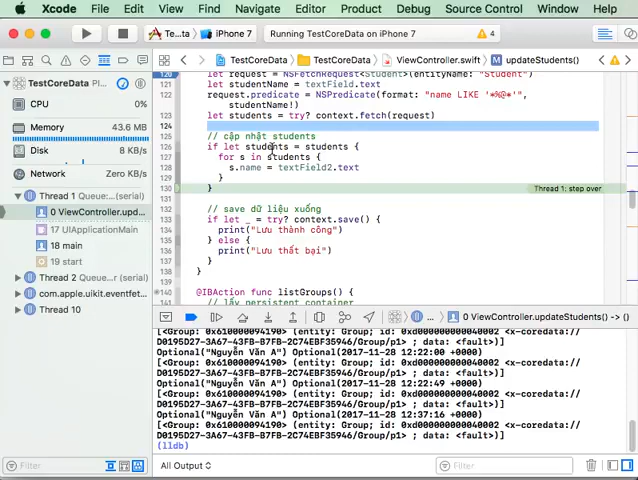 Xcode File Edit View Find Navigate Editor Product Debug Source Control Window Help
Te...ta iPhone 7 Running TestCoreData on iPhone 7 4
TestCoreData TestCoreData ViewController.swift updateStudents()
TestCoreData
CPU 0%
Memory 43.6 MB
Disk 8 KB/s
Network Zero KB/s
Thread 1 Queue...r (serial)
0 ViewController.upd...
17 UIApplicationMain
18 main
19 start
Thread 2 Queue...r (serial)
com.apple.uikit.eventfet...
Thread 10
Filter
120 let request = NSFetchRequest<Student>(entityName: "Student")
121 let studentName = textField.text
122 request.predicate = NSPredicate(format: "name LIKE '*%@*'",
studentName!)
123 let students = try? context.fetch(request)
124
125 // cập nhật students
126 if let students = students {
127 for s in students {
128 s.name = textField2.text
129 }
130 } Thread 1: step over
131
132 // save dữ liệu xuống
133 if let _ = try? context.save() {
134 print("Lưu thành công")
135 } else {
136 print("Lưu thất bại")
137 }
138 }
139
140 @IBAction func listGroups() {
141 // lấy persistent container
0 ViewController.updateStudents() -> ()
[<Group: 0x610000094190> (entity: Group; id: 0xd000000000040002 <x-coredata://
D0195D27-3A67-43FB-B7FB-2C74EBF35946/Group/p1> ; data: <fault>)]
Optional("Nguyễn Văn A") Optional(2017-11-28 12:22:00 +0000)
[<Group: 0x610000094190> (entity: Group; id: 0xd000000000040002 <x-coredata://
D0195D27-3A67-43FB-B7FB-2C74EBF35946/Group/p1> ; data: <fault>)]
Optional("Nguyễn Văn A") Optional(2017-11-28 12:22:49 +0000)
[<Group: 0x610000094190> (entity: Group; id: 0xd000000000040002 <x-coredata://
D0195D27-3A67-43FB-B7FB-2C74EBF35946/Group/p1> ; data: <fault>)]
Optional("Nguyễn Văn A") Optional(2017-11-28 12:37:16 +0000)
[<Group: 0x610000094190> (entity: Group; id: 0xd000000000040002 <x-coredata://
D0195D27-3A67-43FB-B7FB-2C74EBF35946/Group/p1> ; data: <fault>)]
(lldb)
All Output Filter